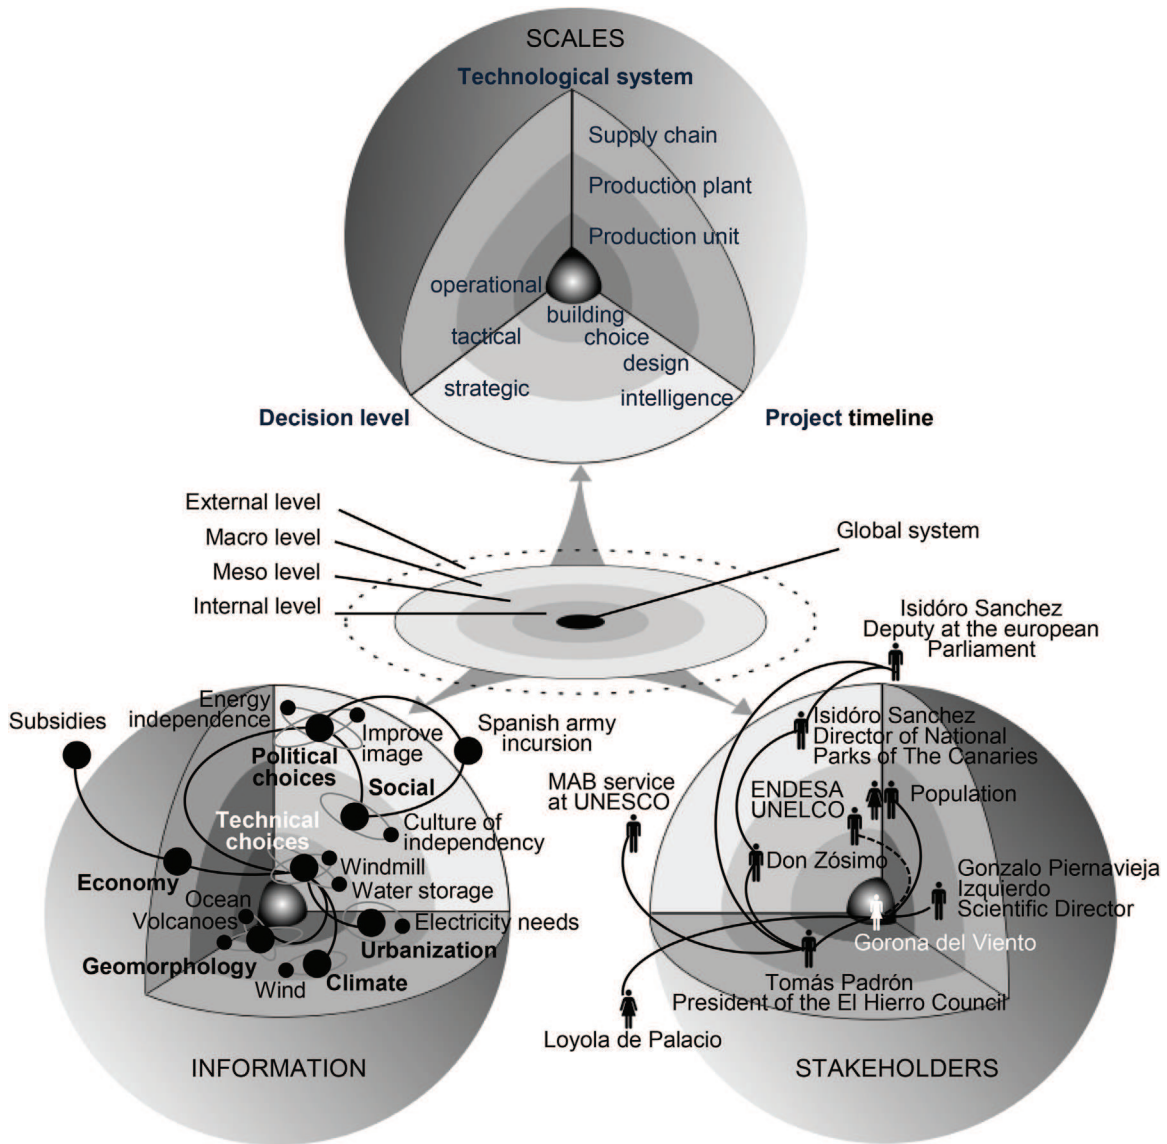 SCALES
Technological system
Supply chain
Production plant
Production unit
operational
building
choice
tactical
design
strategic
intelligence
Decision level
Project timeline
External level
Macro level
Meso level
Internal level
Global system
Isidóro Sanchez
Deputy at the european
Parliament
Energy
independence
Subsidies
Improve
image
Spanish army
incursion
Political
choices
Social
Technical
choices
Culture of
independency
Windmill
Water storage
Economy
Ocean
Volcanoes
Electricity needs
Urbanization
Geomorphology
Wind
Climate
INFORMATION
Isidóro Sanchez
Director of National
Parks of The Canaries
MAB service
at UNESCO
ENDESA
UNELCO
Population
Don Zósimo
Gonzalo Piernavieja
Izquierdo
Scientific Director
Gorona del Viento
Tomás Padrón
President of the El Hierro Council
Loyola de Palacio
STAKEHOLDERS